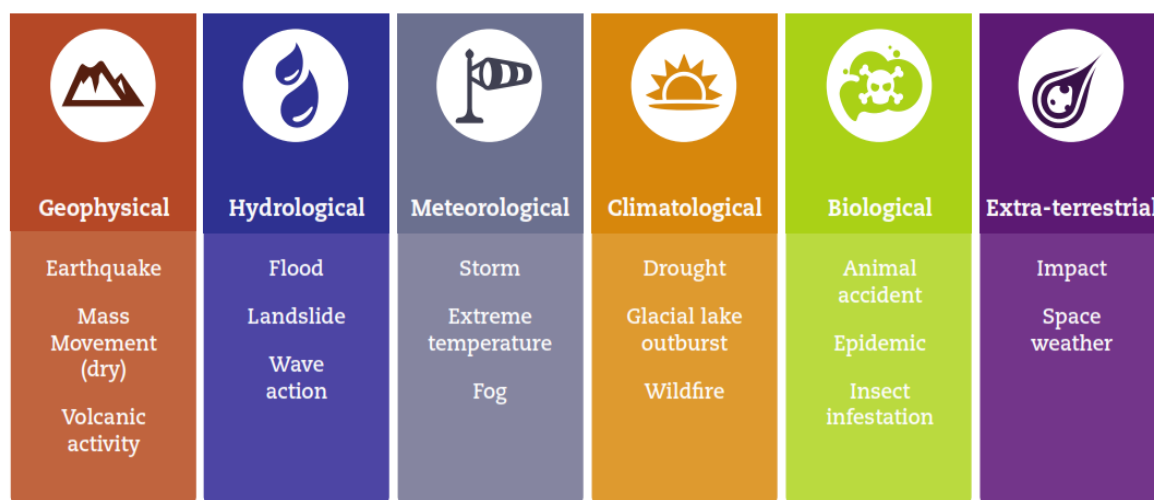 Geophysical
Earthquake
Mass
Movement
(dry)
Volcanic
activity
Hydrological
Flood
Landslide
Wave
action
Meteorological
Storm
Extreme
temperature
Fog
Climatological
Drought
Glacial lake
outburst
Wildfire
Biological
Animal
accident
Epidemic
Insect
infestation
Extra-terrestrial
Impact
Space
weather